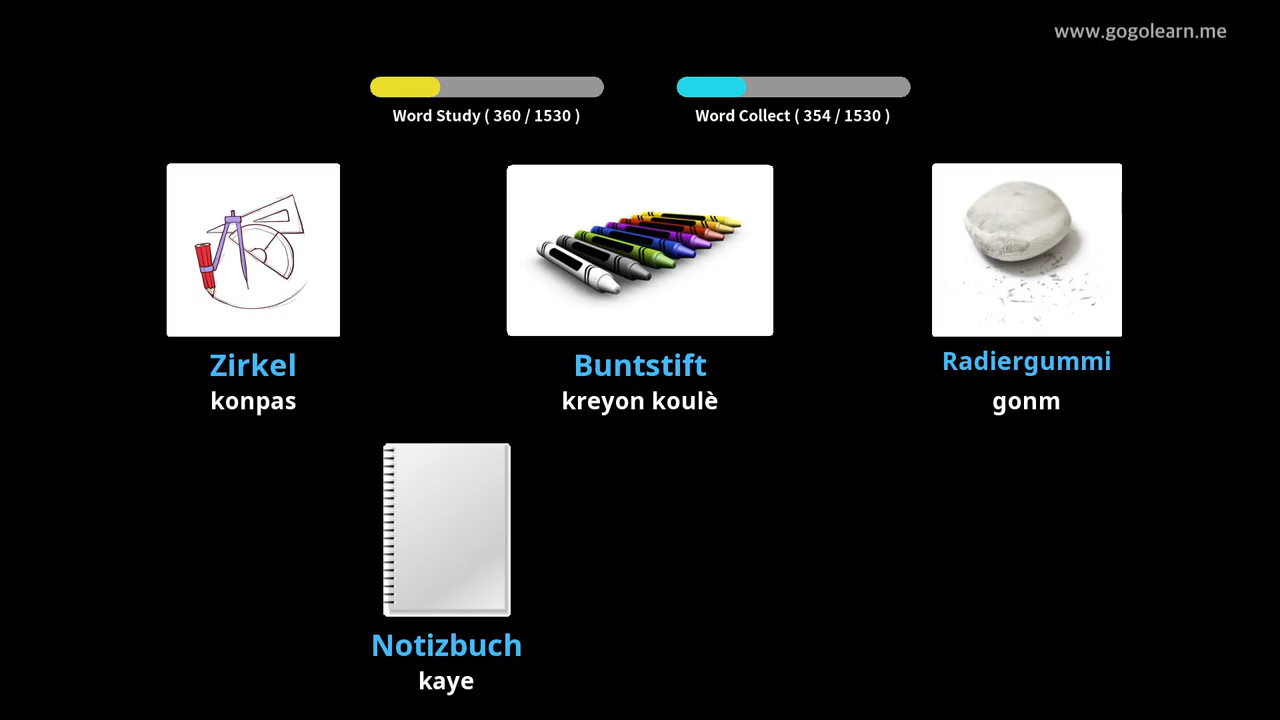 www.gogolearn.me
Word Study ( 360 / 1530 )
Word Collect ( 354 / 1530 )
Zirkel
konpas
Buntstift
kreyon koulè
Radiergummi
gonm
Notizbuch
kaye